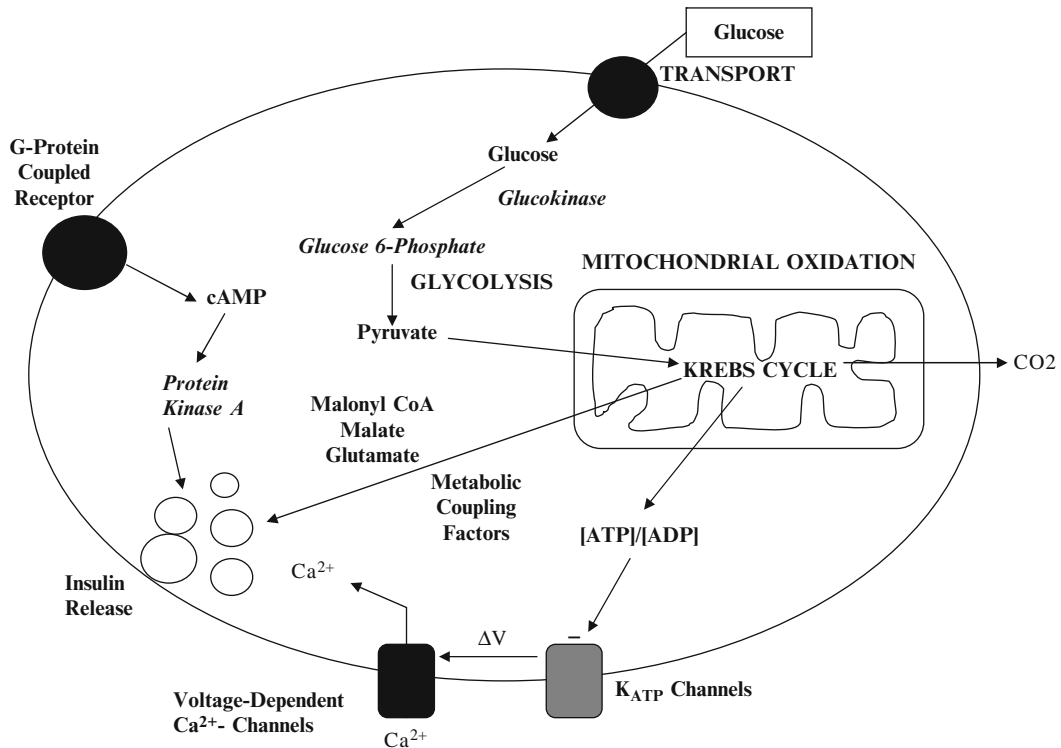 Glucose
TRANSPORT
G-Protein
Coupled
Receptor
Glucose
Glucokinase
Glucose 6-Phosphate
GLYCOLYSIS
MITOCHONDRIAL OXIDATION
cAMP
Pyruvate
KREBS CYCLE
CO2
Protein
Kinase A
Malonyl CoA
Malate
Glutamate
Metabolic
Coupling
Factors
[ATP]/[ADP]
Ca²⁺
Insulin
Release
ΔV
–
K_ATP Channels
Voltage-Dependent
Ca²⁺- Channels
Ca²⁺